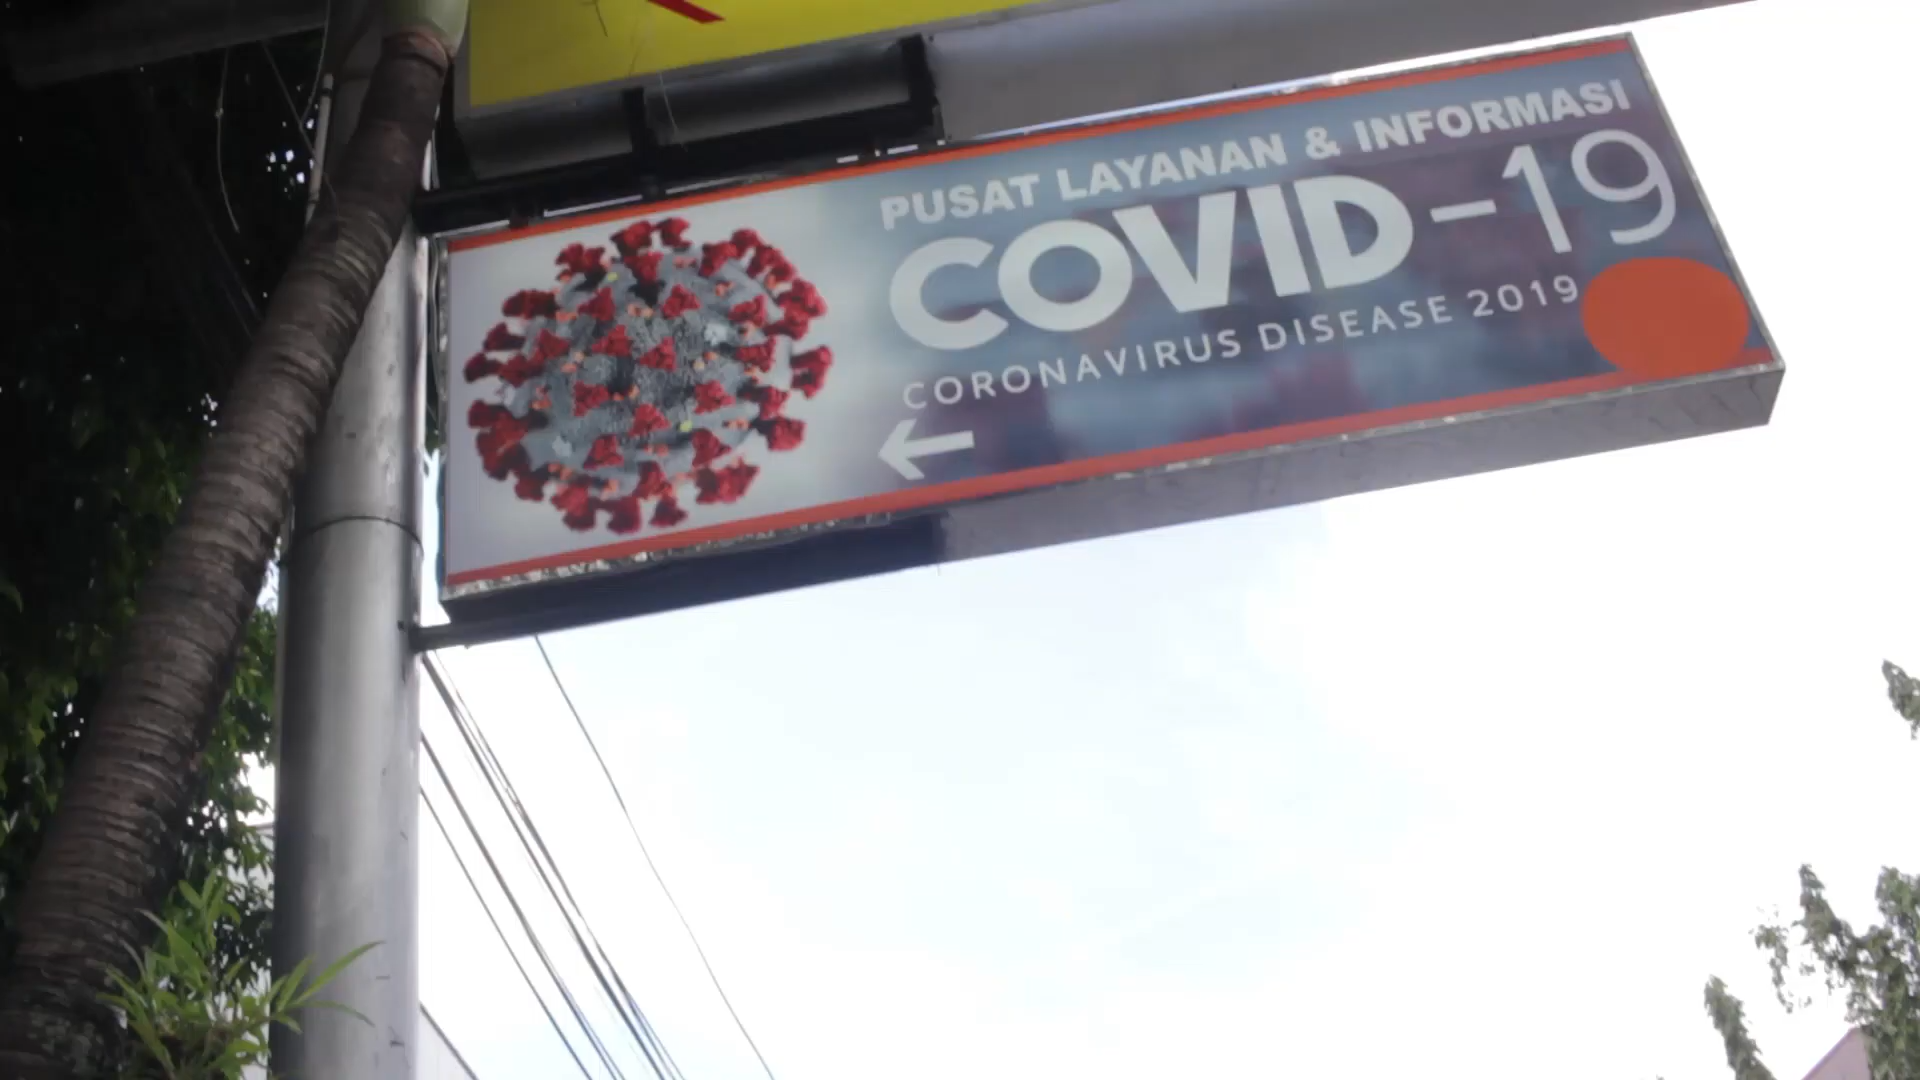 PUSAT LAYANAN & INFORMASI
COVID-19
CORONAVIRUS DISEASE 2019